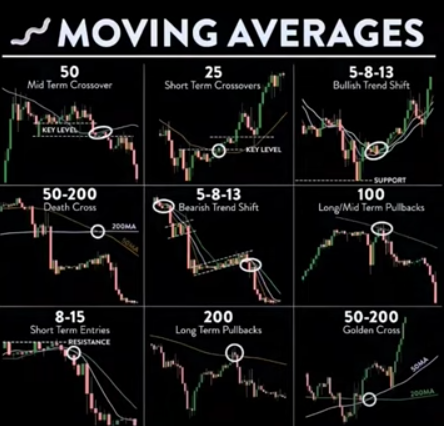 MOVING AVERAGES
50
Mid Term Crossover
KEY LEVEL
25
Short Term Crossovers
KEY LEVEL
5-8-13
Bullish Trend Shift
SUPPORT
50-200
Death Cross
200MA
50MA
5-8-13
Bearish Trend Shift
100
Long/Mid Term Pullbacks
8-15
Short Term Entries
RESISTANCE
200
Long Term Pullbacks
50-200
Golden Cross
50MA
200MA